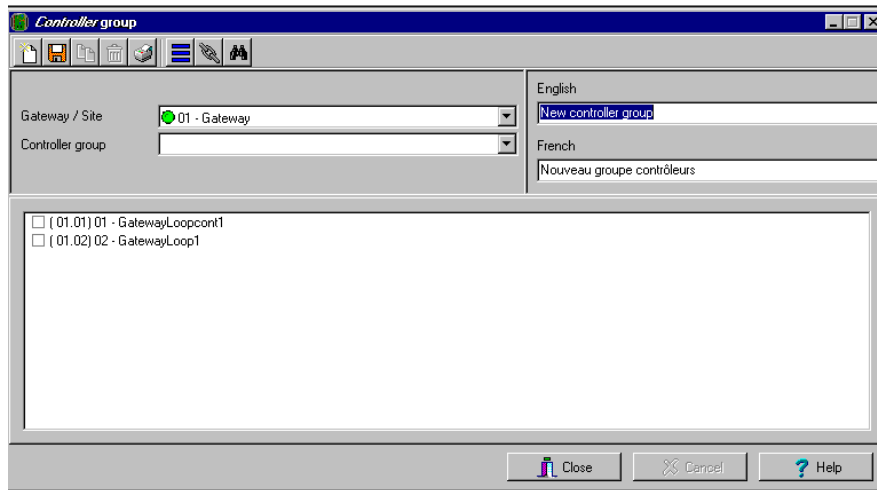 Controller group
English
Gateway / Site
01 - Gateway
New controller group
Controller group
French
Nouveau groupe contrôleurs
( 01.01) 01 - GatewayLoopcont1
( 01.02) 02 - GatewayLoop1
Close
Cancel
? Help